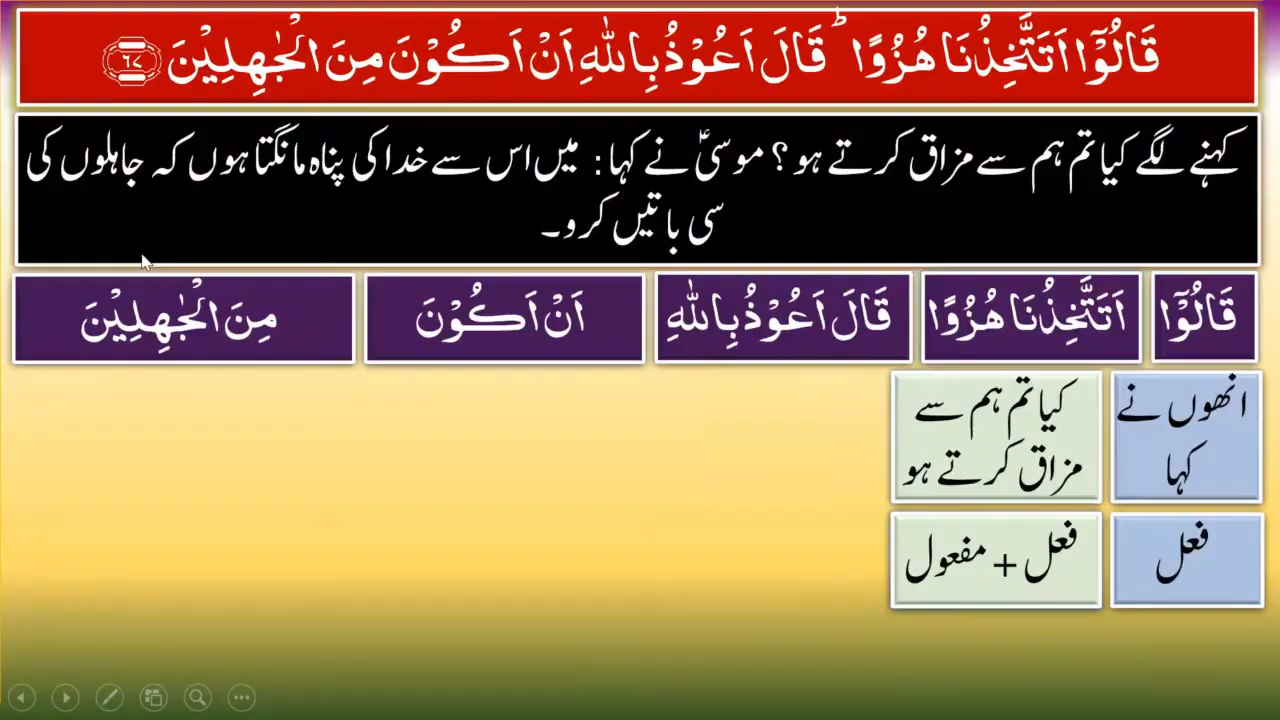 قَالُوْۤا اَتَتَّخِذُنَا هُزُوًا ؕ قَالَ اَعُوْذُ بِاللّٰهِ اَنْ اَكُوْنَ مِنَ الْجٰهِلِيْنَ ۝۶۷
کہنے لگے کیا تم ہم سے مزاق کرتے ہو؟ موسیٰؑ نے کہا: میں اس سے خدا کی پناہ مانگتا ہوں کہ جاہلوں کی
سی باتیں کرو۔
قَالُوْۤا اَتَتَّخِذُنَا هُزُوًا قَالَ اَعُوْذُ بِاللّٰهِ اَنْ اَكُوْنَ مِنَ الْجٰهِلِيْنَ
انھوں نے
کہا
کیا تم ہم سے
مزاق کرتے ہو
فعل
فعل + مفعول